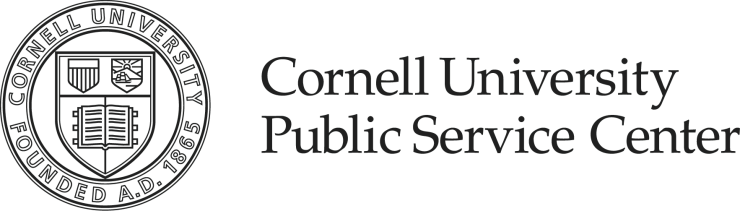 CORNELL UNIVERSITY
FOUNDED A.D. 1865
Cornell University
Public Service Center